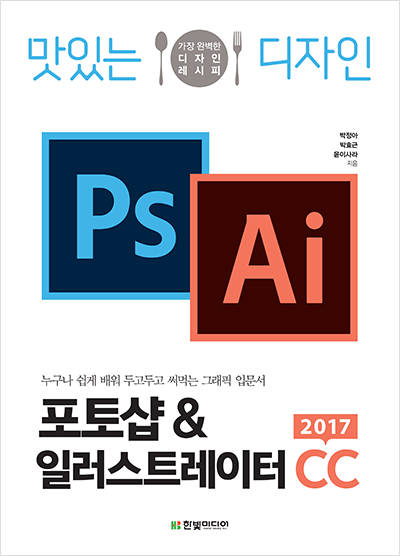 맛있는
가장 완벽한
디자인
레시피
디자인
박정아
박효근
윤이사라
지음
Ps
Ai
누구나 쉽게 배워 두고두고 써먹는 그래픽 입문서
포토샵 &
2017
일러스트레이터 CC
HB 한빛미디어